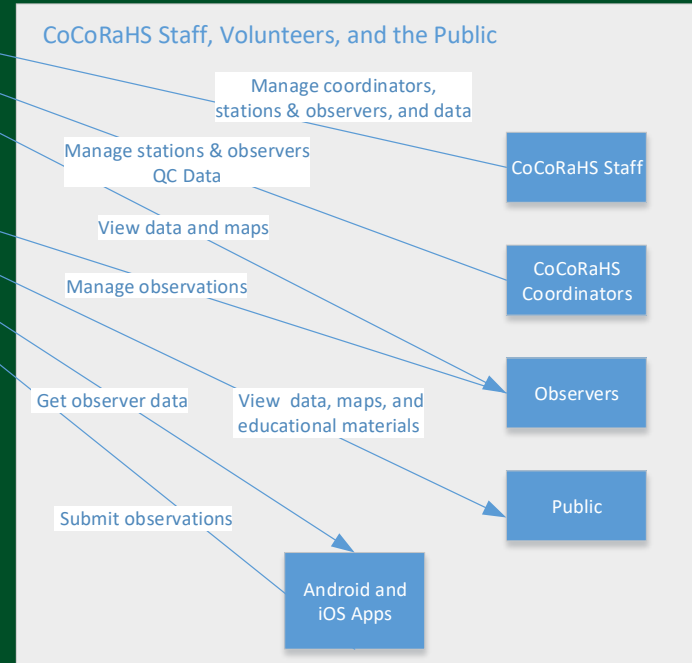 CoCoRaHS Staff, Volunteers, and the Public
Manage coordinators,
stations & observers, and data
CoCoRaHS Staff
Manage stations & observers
QC Data
View data and maps
CoCoRaHS
Coordinators
Manage observations
Observers
Get observer data
View data, maps, and
educational materials
Public
Submit observations
Android and
iOS Apps